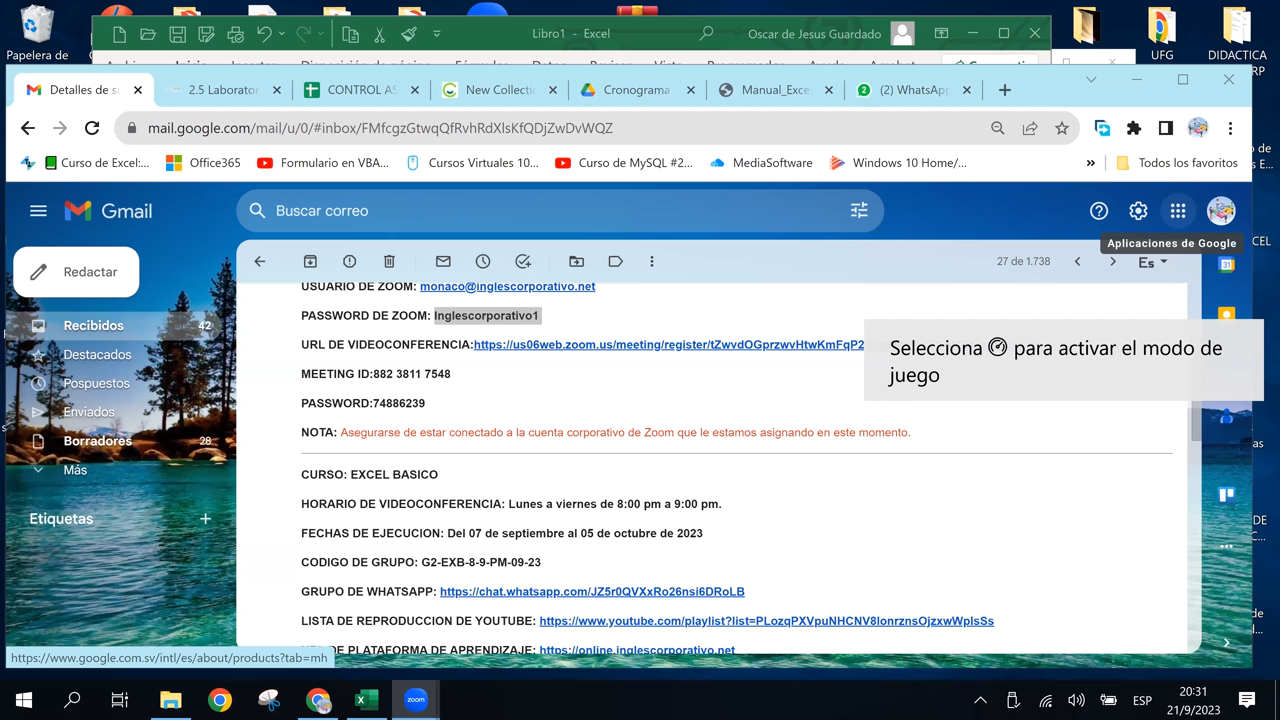 Libro1 - Excel
Oscar de Jesus Guardado
Papelera de
UFG
DIDACTICA
Detalles de su
2.5 Laborator
CONTROL AS
New Collecti
Cronograma
Manual_Exce
(2) WhatsApp
mail.google.com/mail/u/0/#inbox/FMfcgzGtwqQfRvhRdXlsKfQDjZwDvWQZ
Curso de Excel:...
Office365
Formulario en VBA...
Cursos Virtuales 10...
Curso de MySQL #2...
MediaSoftware
Windows 10 Home/...
»
Todos los favoritos
Gmail
Buscar correo
Aplicaciones de Google
Redactar
27 de 1.738
Es
Recibidos 42
Destacados
Pospuestos
Enviados
Borradores 28
Más
Etiquetas +
USUARIO DE ZOOM: monaco@inglescorporativo.net
PASSWORD DE ZOOM: Inglescorporativo1
URL DE VIDEOCONFERENCIA:https://us06web.zoom.us/meeting/register/tZwvdOGprzwvHtwKmFqP2
MEETING ID:882 3811 7548
PASSWORD:74886239
NOTA: Asegurarse de estar conectado a la cuenta corporativo de Zoom que le estamos asignando en este momento.
CURSO: EXCEL BASICO
HORARIO DE VIDEOCONFERENCIA: Lunes a viernes de 8:00 pm a 9:00 pm.
FECHAS DE EJECUCION: Del 07 de septiembre al 05 de octubre de 2023
CODIGO DE GRUPO: G2-EXB-8-9-PM-09-23
GRUPO DE WHATSAPP: https://chat.whatsapp.com/JZ5r0QVXxRo26nsi6DRoLB
LISTA DE REPRODUCCION DE YOUTUBE: https://www.youtube.com/playlist?list=PLozqPXVpuNHCNV8lonrznsOjzxwWplsSs
DE PLATAFORMA DE APRENDIZAJE: https://online.inglescorporativo.net
Selecciona para activar el modo de
juego
https://www.google.com.sv/intl/es/about/products?tab=mh
zoom
ESP
20:31
21/9/2023